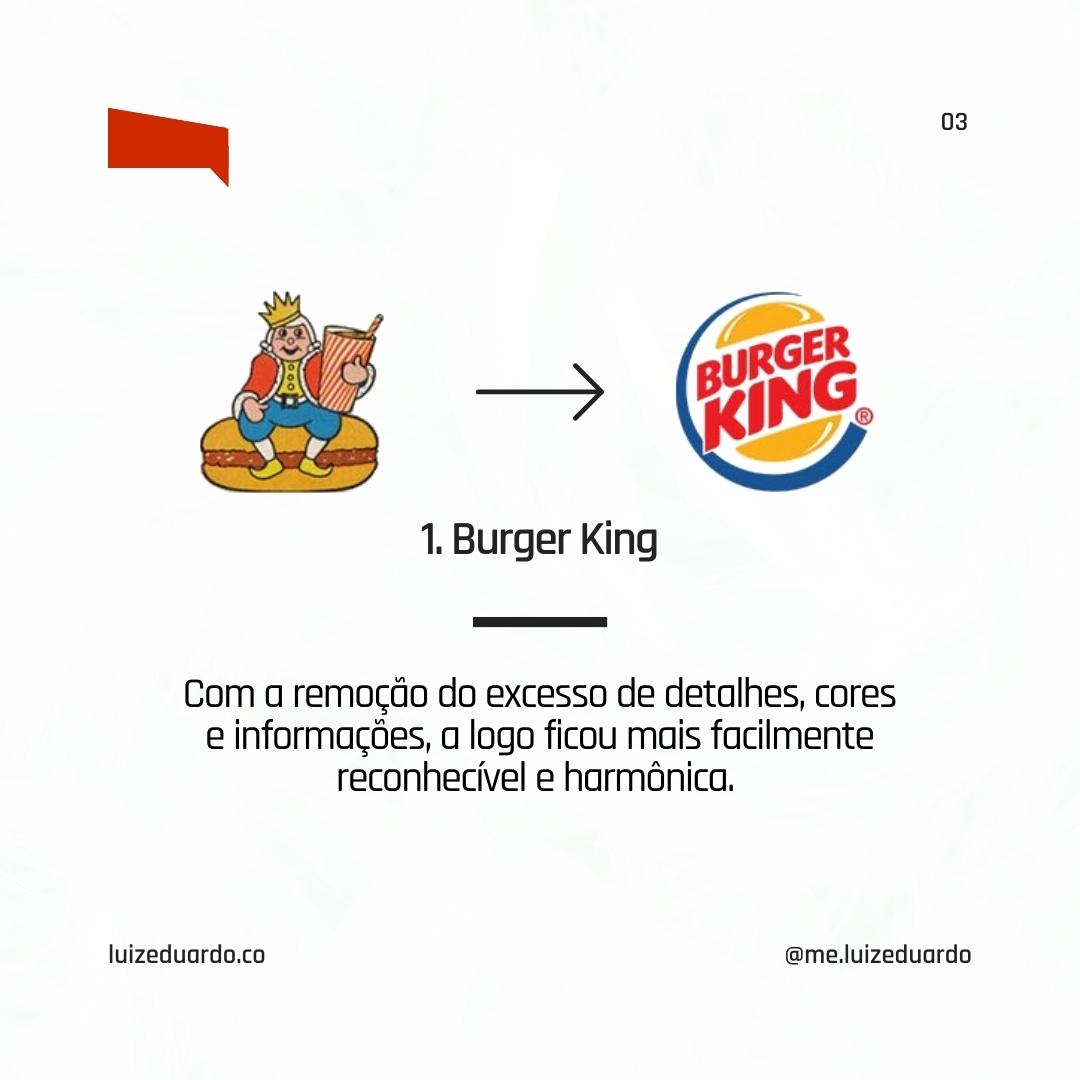 03
BURGER
KING®
1. Burger King
Com a remoção do excesso de detalhes, cores
e informações, a logo ficou mais facilmente
reconhecível e harmônica.
luizeduardo.co
@me.luizeduardo